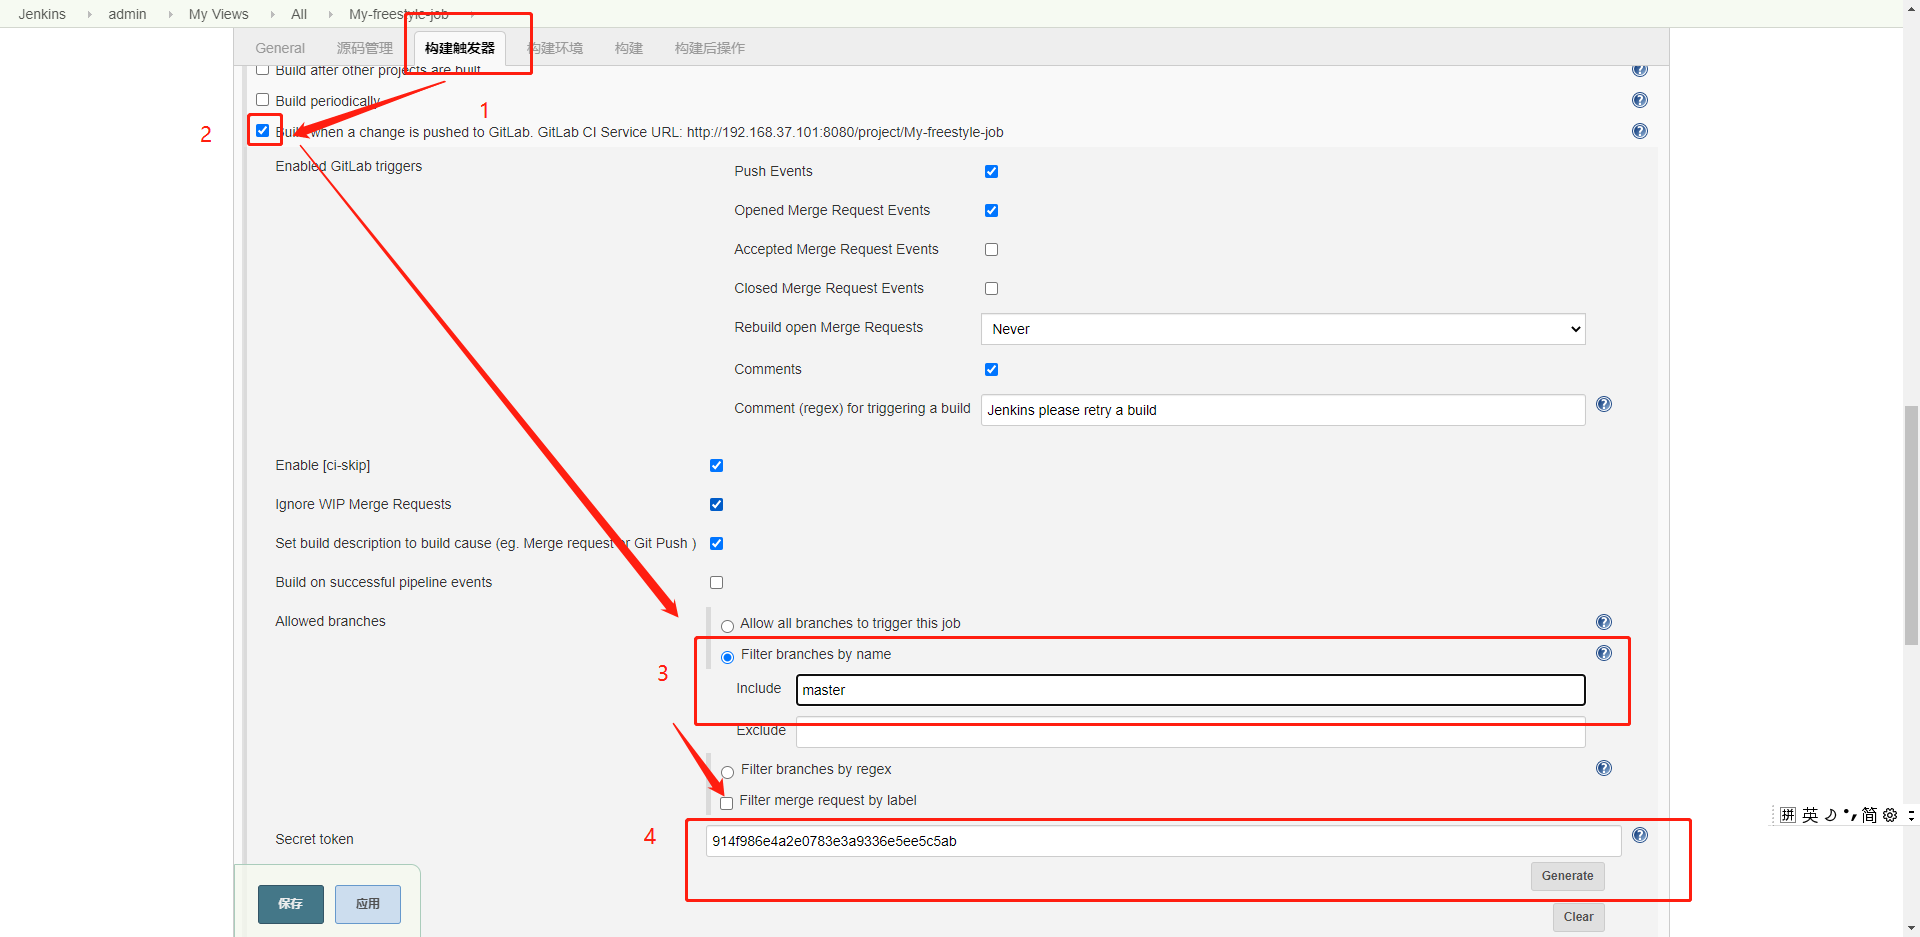 Jenkins admin My Views All My-freestyle-job
General 源码管理 构建触发器 构建环境 构建 构建后操作
Build after other projects are built
Build periodically
1
2
Build when a change is pushed to GitLab. GitLab CI Service URL: http://192.168.37.101:8080/project/My-freestyle-job
Enabled GitLab triggers
Push Events
Opened Merge Request Events
Accepted Merge Request Events
Closed Merge Request Events
Rebuild open Merge Requests Never
Comments
Comment (regex) for triggering a build Jenkins please retry a build
Enable [ci-skip]
Ignore WIP Merge Requests
Set build description to build cause (eg. Merge request or Git Push )
Build on successful pipeline events
Allowed branches
Allow all branches to trigger this job
Filter branches by name
3
Include master
Exclude
Filter branches by regex
Filter merge request by label
拼 英 简
4
Secret token 914f986e4a2e0783e3a9336e5ee5c5ab
Generate
保存 应用
Clear